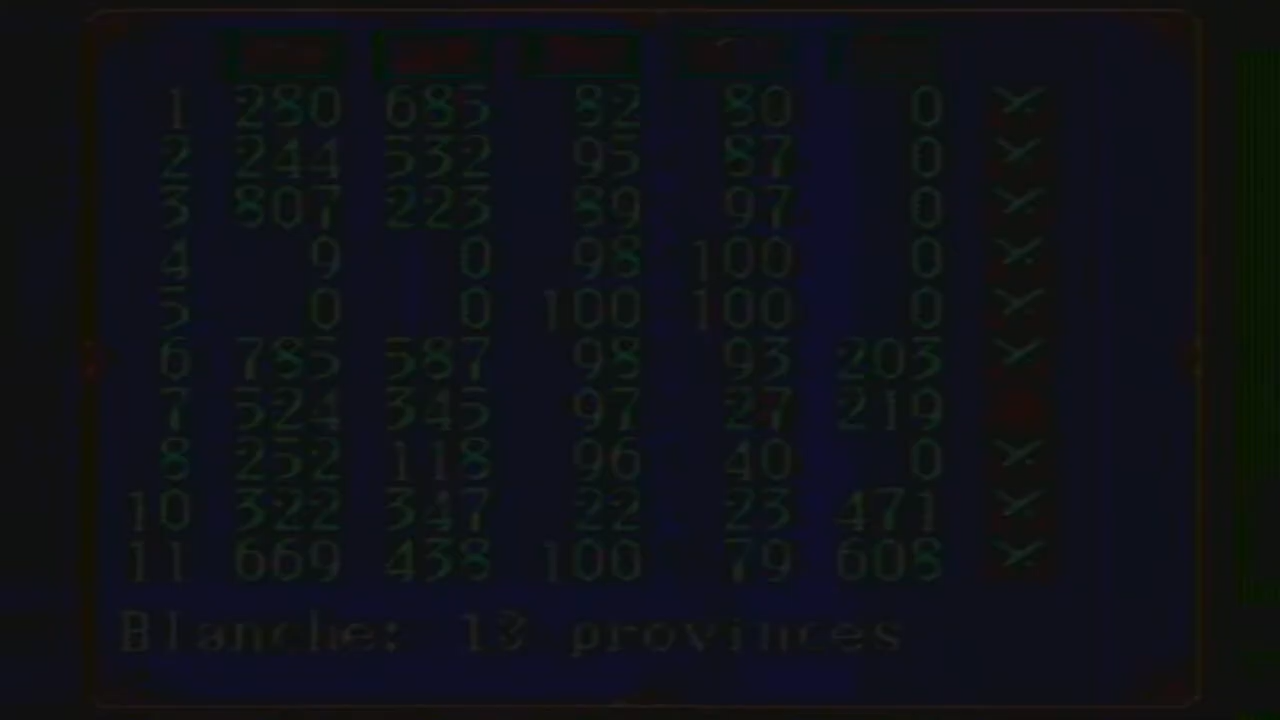 1 280 685 82 80 0
2 244 532 95 87 0
3 807 223 89 97 0
4 9 0 98 100 0
5 0 0 100 100 0
6 785 587 98 93 203
7 524 345 97 27 219
8 252 118 96 40 0
10 322 347 22 23 471
11 669 438 100 79 608
Blanche: 13 provinces